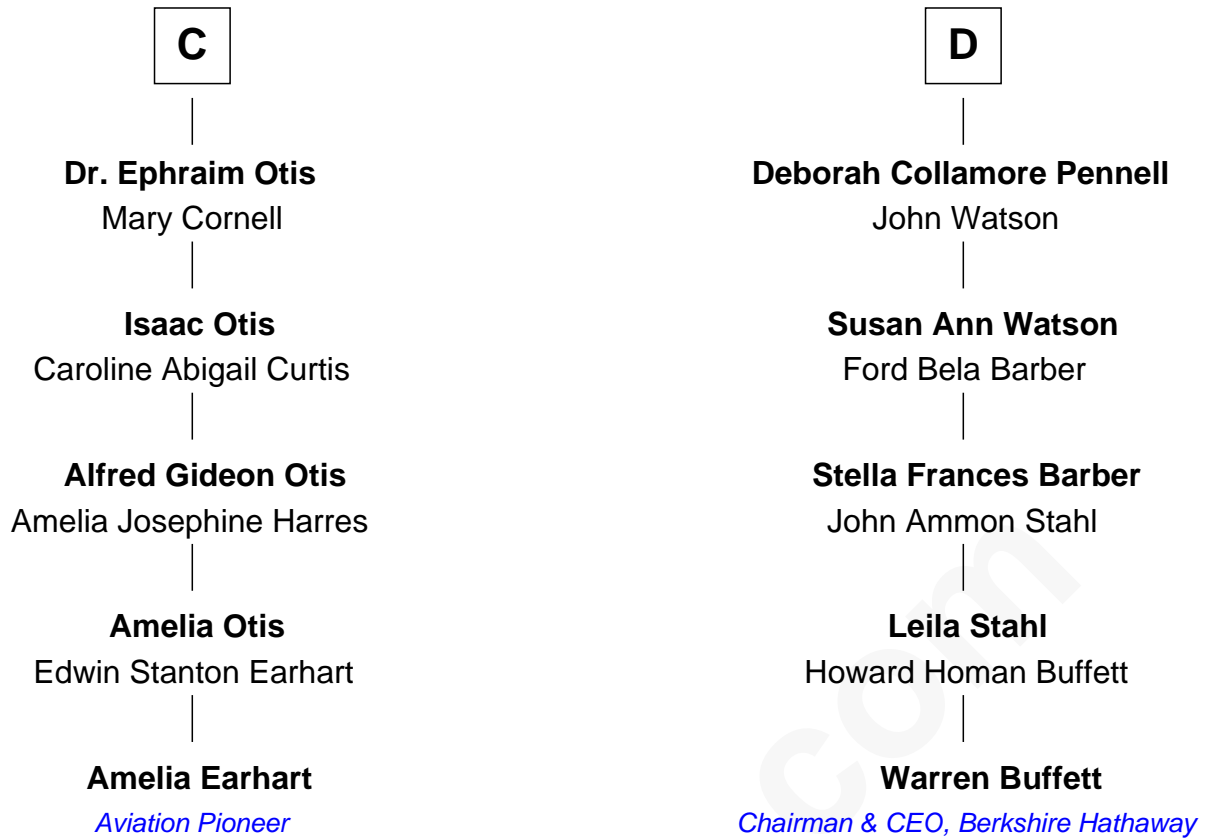 C
Dr. Ephraim Otis
Mary Cornell
Isaac Otis
Caroline Abigail Curtis
Alfred Gideon Otis
Amelia Josephine Harres
Amelia Otis
Edwin Stanton Earhart
Amelia Earhart
Aviation Pioneer
D
Deborah Collamore Pennell
John Watson
Susan Ann Watson
Ford Bela Barber
Stella Frances Barber
John Ammon Stahl
Leila Stahl
Howard Homan Buffett
Warren Buffett
Chairman & CEO, Berkshire Hathaway
com